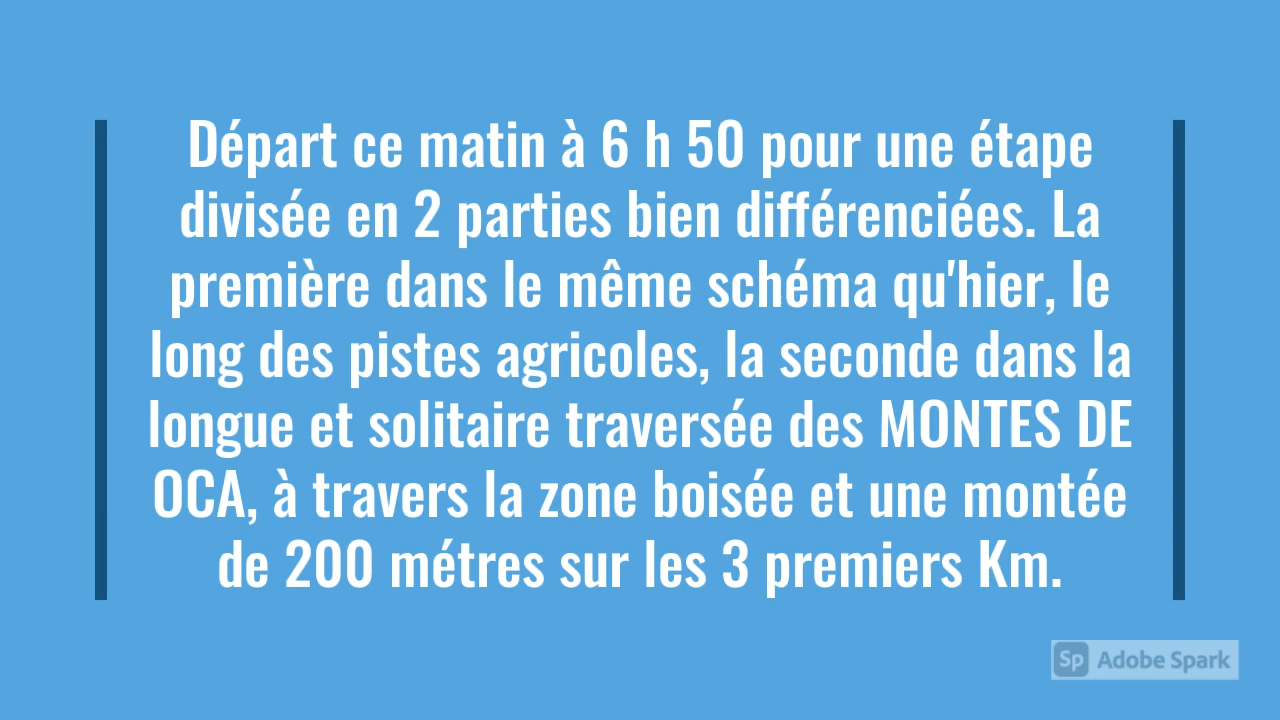 Départ ce matin à 6 h 50 pour une étape
divisée en 2 parties bien différenciées. La
première dans le même schéma qu'hier, le
long des pistes agricoles, la seconde dans la
longue et solitaire traversée des MONTES DE
OCA, à travers la zone boisée et une montée
de 200 métres sur les 3 premiers Km.
Sp Adobe Spark